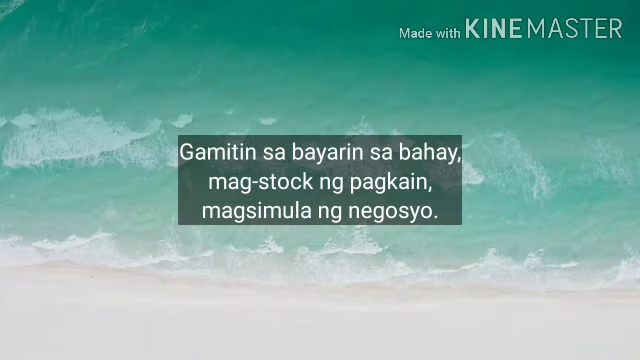 Made with KINEMASTER
Gamitin sa bayarin sa bahay,
mag-stock ng pagkain,
magsimula ng negosyo.